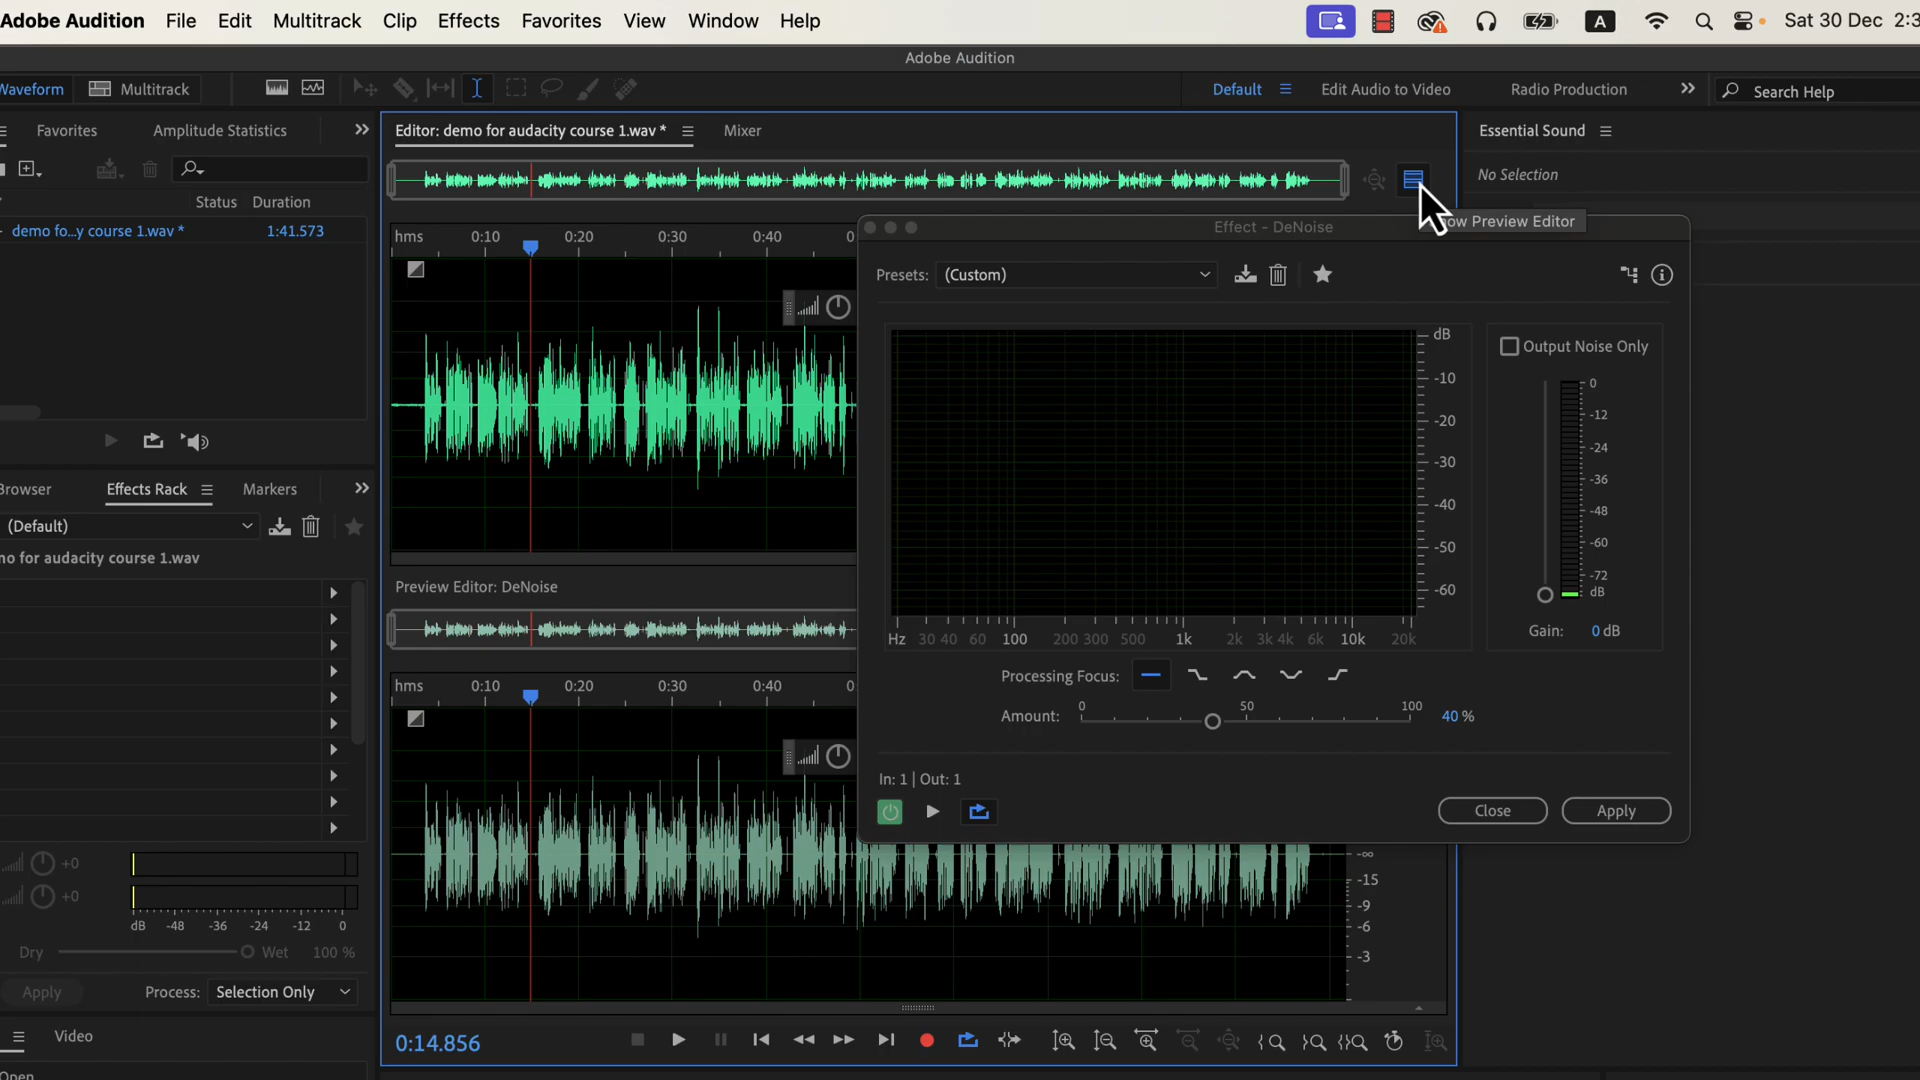 Adobe Audition File Edit Multitrack Clip Effects Favorites View Window Help A Sat 30 Dec 2:3
Adobe Audition
Waveform Multitrack Default Edit Audio to Video Radio Production Search Help
Favorites Amplitude Statistics Editor: demo for audacity course 1.wav * Mixer Essential Sound
No Selection
Status Duration
demo fo...y course 1.wav * 1:41.573
hms 0:10 0:20 0:30 0:40 0
ow Preview Editor
Effect - DeNoise
Presets: (Custom)
dB
-10
-20
-30
-40
-50
-60
Output Noise Only
0
-12
-24
-36
-48
-60
-72
dB
Gain: 0 dB
Hz 30 40 60 100 200 300 500 1k 2k 3k 4k 6k 10k 20k
Processing Focus:
Amount: 0 50 100 40 %
In: 1 | Out: 1
Close Apply
Browser Effects Rack Markers
(Default)
mo for audacity course 1.wav
Preview Editor: DeNoise
hms 0:10 0:20 0:30 0:40 0
-∞
-15
-9
-6
-3
+0
+0
dB -48 -36 -24 -12 0
Dry Wet 100 %
Apply Process: Selection Only
Video
Open
0:14.856